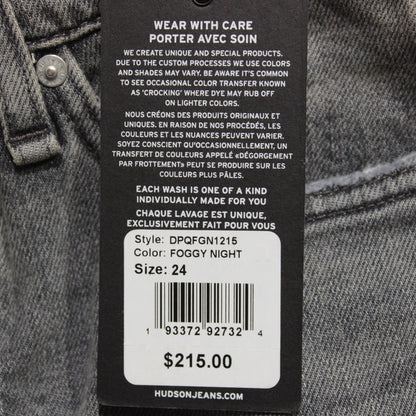 WEAR WITH CARE
PORTER AVEC SOIN
WE CREATE UNIQUE AND SPECIAL PRODUCTS.
DUE TO THE CUSTOM PROCESSES WE USE COLORS
AND SHADES MAY VARY. BE AWARE IT'S COMMON
TO SEE OCCASIONAL COLOR TRANSFER KNOWN
AS 'CROCKING' WHERE DYE MAY RUB OFF
ON LIGHTER COLORS.
NOUS CRÉONS DES PRODUITS ORIGINAUX ET
UNIQUES. EN RAISON DE NOS PROCÉDÉS, LES
COULEURS ET LES NUANCES PEUVENT VARIER.
SOYEZ CONSCIENT QU'OCCASIONNELLEMENT, UN
TRANSFERT DE COULEURS APPELÉ «DÉGORGEMENT
PAR FROTTEMENT» PEUT SE PRODUIRE SUR LES
COULEURS PLUS PÂLES.
EACH WASH IS ONE OF A KIND
INDIVIDUALLY MADE FOR YOU
CHAQUE LAVAGE EST UNIQUE,
EXCLUSIVEMENT FAIT POUR VOUS
Style: DPQFGN1215
Color: FOGGY NIGHT
Size: 24
1 93372 92732 4
$215.00
HUDSONJEANS.COM